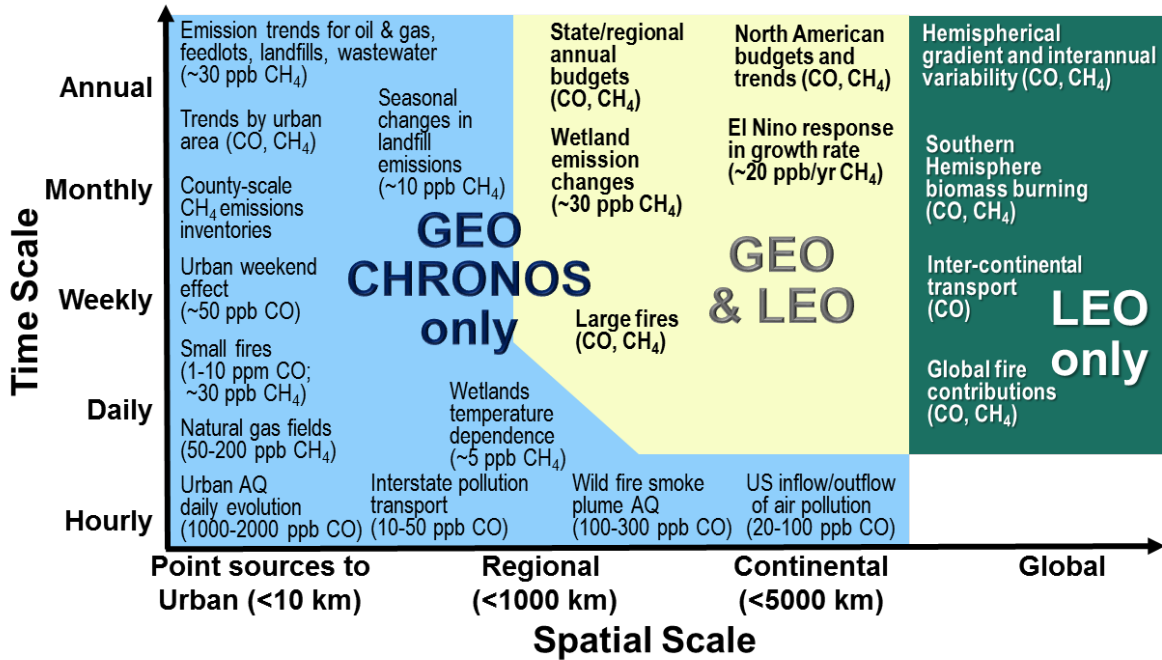 Time Scale
Annual
Monthly
Weekly
Daily
Hourly
Emission trends for oil & gas,
feedlots, landfills, wastewater
(~30 ppb CH₄)
Trends by urban
area (CO, CH₄)
County-scale
CH₄ emissions
inventories
Urban weekend
effect
(~50 ppb CO)
Small fires
(1-10 ppm CO;
~30 ppb CH₄)
Natural gas fields
(50-200 ppb CH₄)
Urban AQ
daily evolution
(1000-2000 ppb CO)
Seasonal
changes in
landfill
emissions
(~10 ppb CH₄)
GEO
CHRONOS
only
Wetlands
temperature
dependence
(~5 ppb CH₄)
Interstate pollution
transport
(10-50 ppb CO)
State/regional
annual
budgets
(CO, CH₄)
Wetland
emission
changes
(~30 ppb CH₄)
Large fires
(CO, CH₄)
Wild fire smoke
plume AQ
(100-300 ppb CO)
North American
budgets and
trends (CO, CH₄)
El Nino response
in growth rate
(~20 ppb/yr CH₄)
GEO
& LEO
US inflow/outflow
of air pollution
(20-100 ppb CO)
Hemispherical
gradient and interannual
variability (CO, CH₄)
Southern
Hemisphere
biomass burning
(CO, CH₄)
Inter-continental
transport
(CO)
LEO
only
Global fire
contributions
(CO, CH₄)
Point sources to
Urban (<10 km)
Regional
(<1000 km)
Continental
(<5000 km)
Global
Spatial Scale